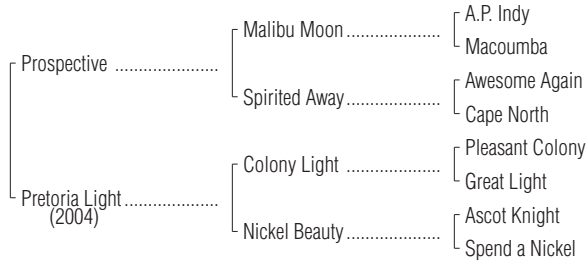 A.P. Indy
Malibu Moon
Macoumba
Prospective
Awesome Again
Spirited Away
Cape North
Pleasant Colony
Colony Light
Great Light
Pretoria Light
(2004)
Ascot Knight
Nickel Beauty
Spend a Nickel